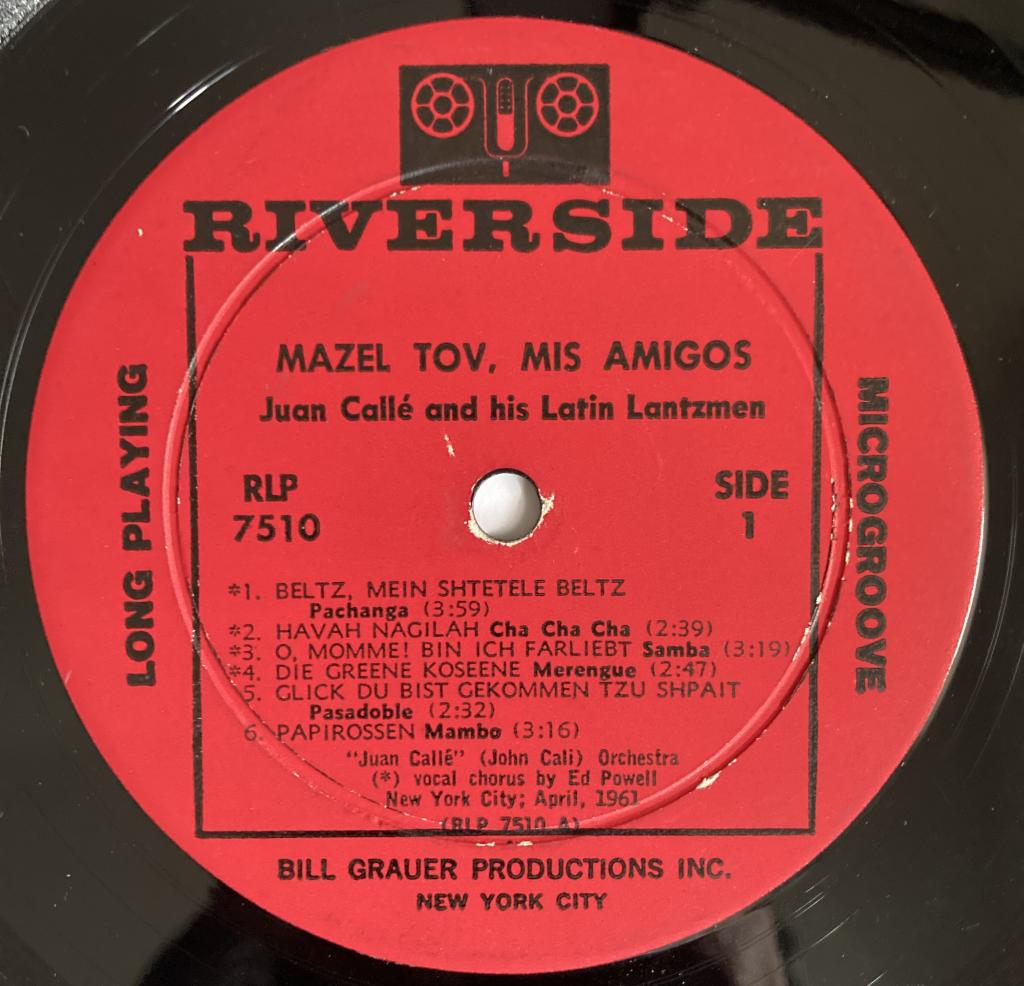 RIVERSIDE
MAZEL TOV, MIS AMIGOS
Juan Callé and his Latin Lantzmen
LONG PLAYING
MICROGROOVE
RLP
7510
SIDE
1
*1. BELTZ, MEIN SHTETELE BELTZ
Pachanga (3:59)
*2. HAVAH NAGILAH Cha Cha Cha (2:39)
*3. O, MOMME! BIN ICH FARLIEBT Samba (3:19)
*4. DIE GREENE KOSEENE Merengue (2:47)
5. GLICK DU BIST GEKOMMEN TZU SHPAIT
Pasadoble (2:32)
6. PAPIROSSEN Mambo (3:16)
"Juan Callé" (John Cali) Orchestra
(*) vocal chorus by Ed Powell
New York City; April, 1961
(RLP 7510 A)
BILL GRAUER PRODUCTIONS INC.
NEW YORK CITY